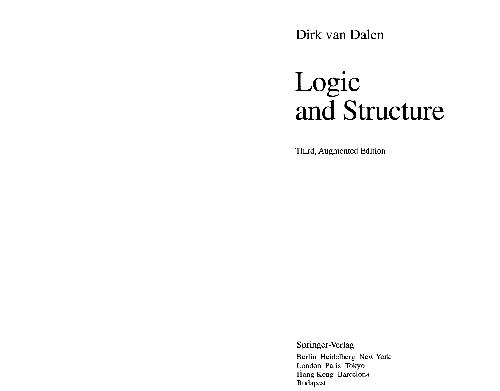 Dirk van Dalen
Logic
and Structure
Third, Augmented Edition
Springer-Verlag
Berlin Heidelberg New York
London Paris Tokyo
Hong Kong Barcelona
Budapest